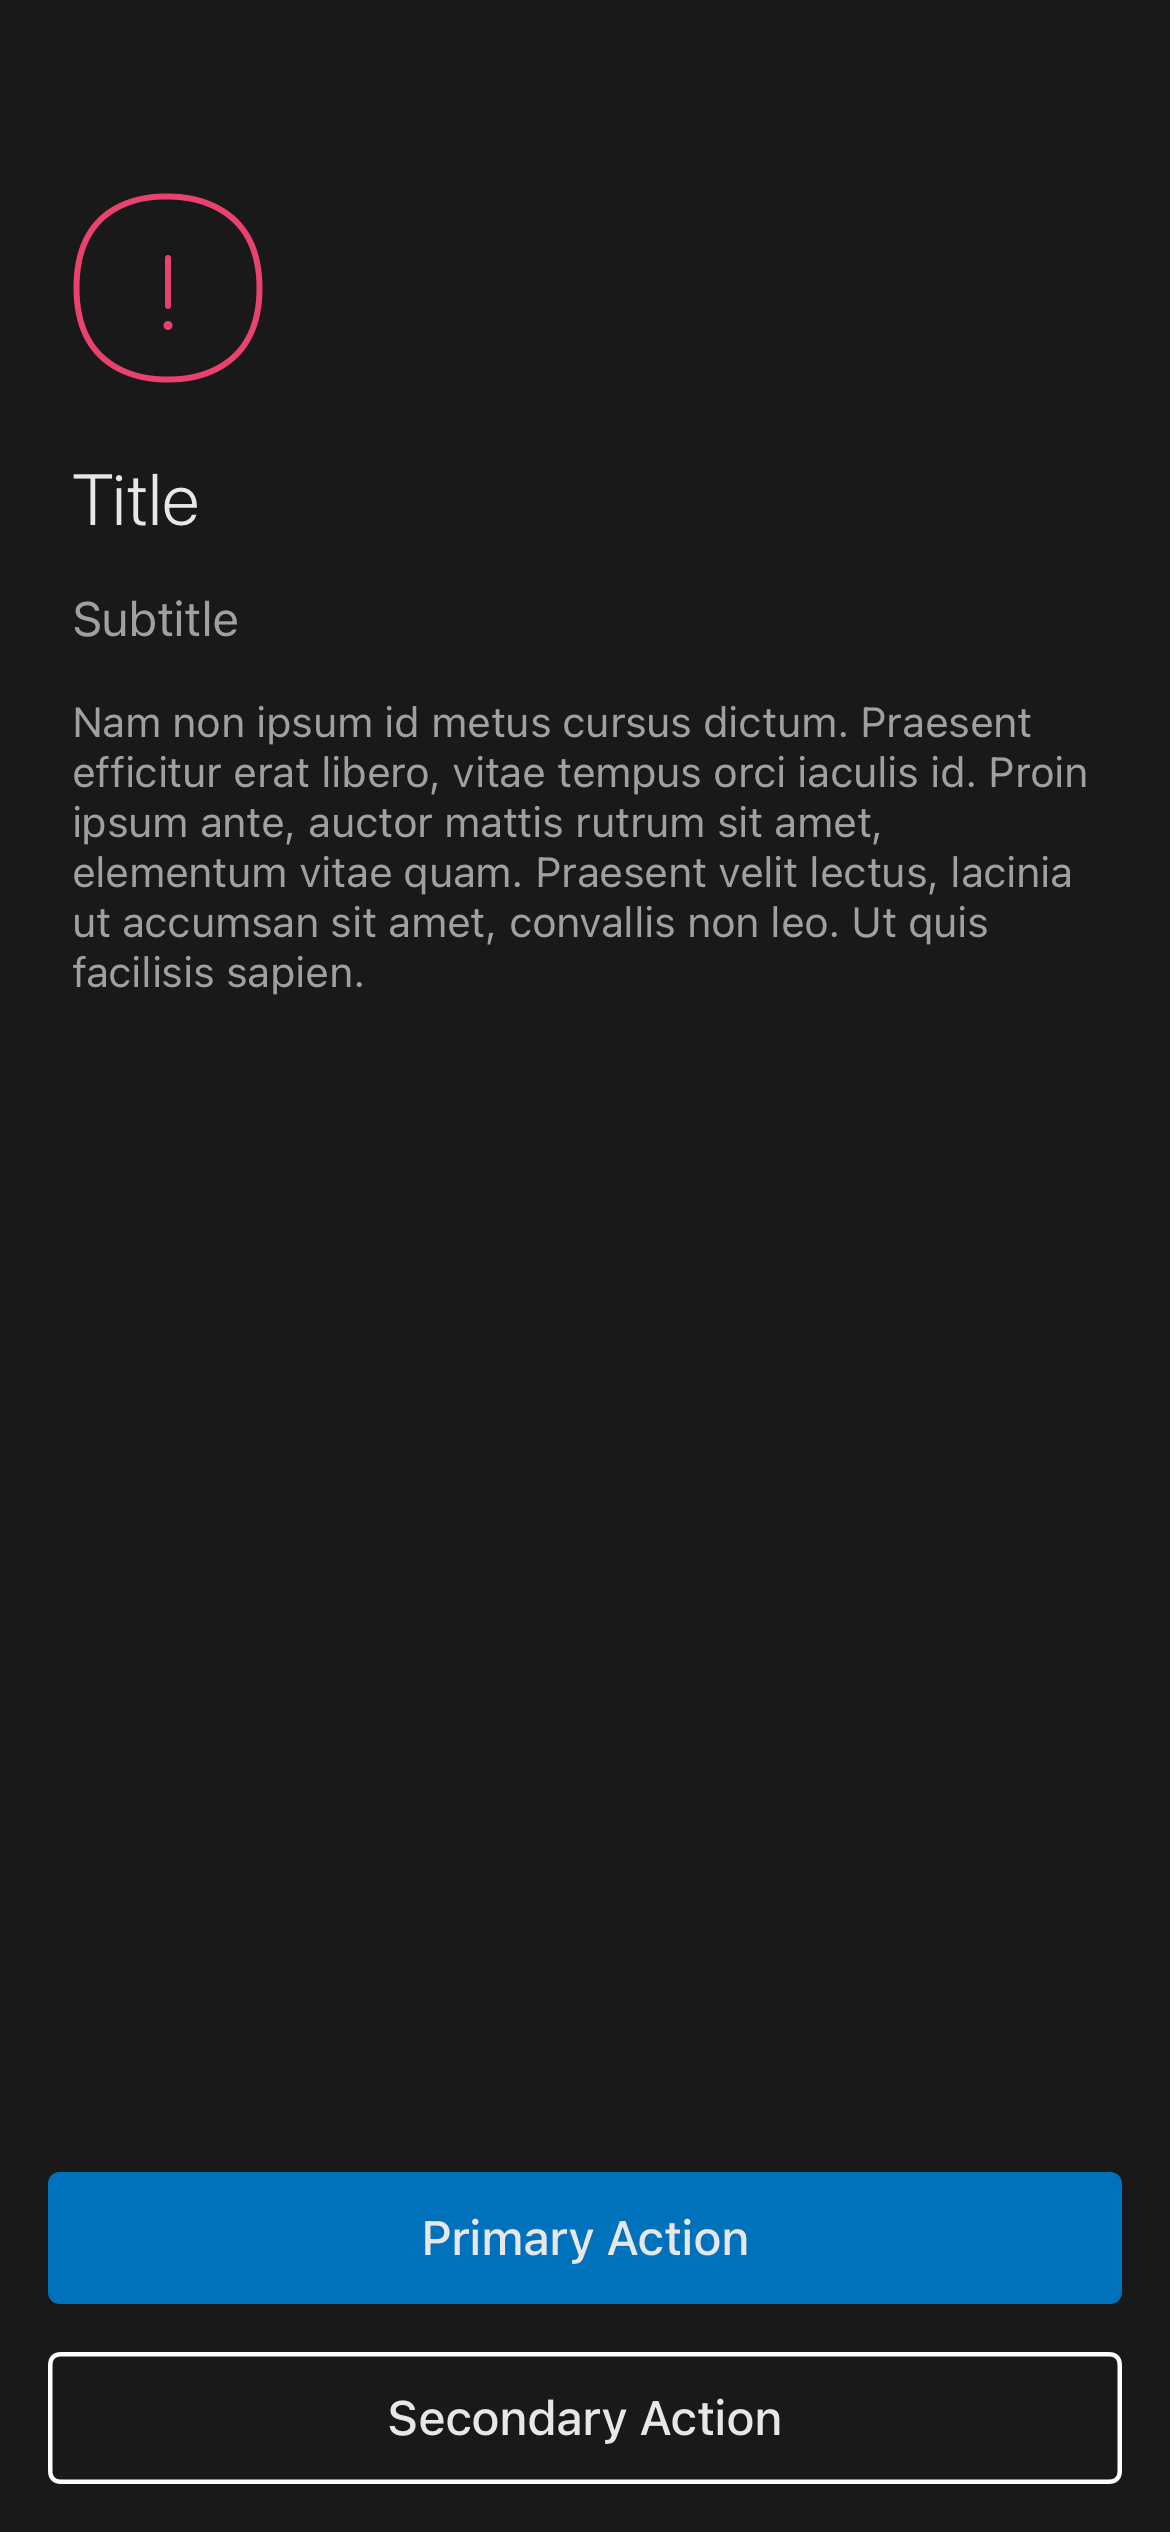 Title
Subtitle
Nam non ipsum id metus cursus dictum. Praesent
efficitur erat libero, vitae tempus orci iaculis id. Proin
ipsum ante, auctor mattis rutrum sit amet,
elementum vitae quam. Praesent velit lectus, lacinia
ut accumsan sit amet, convallis non leo. Ut quis
facilisis sapien.
Primary Action
Secondary Action